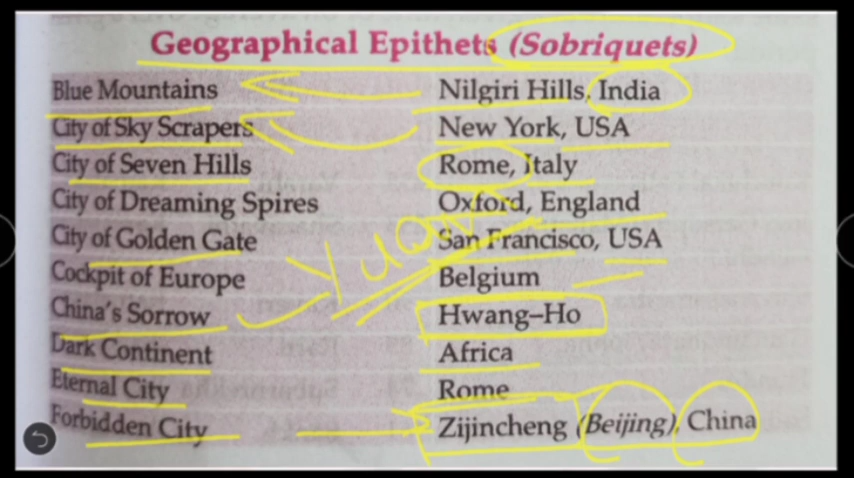 Geographical Epithets (Sobriquets)
Blue Mountains Nilgiri Hills, India
City of Sky Scrapers New York, USA
City of Seven Hills Rome, Italy
City of Dreaming Spires Oxford, England
City of Golden Gate San Francisco, USA
Cockpit of Europe Belgium
China's Sorrow Hwang–Ho
Dark Continent Africa
Eternal City Rome
Forbidden City Zijincheng (Beijing), China